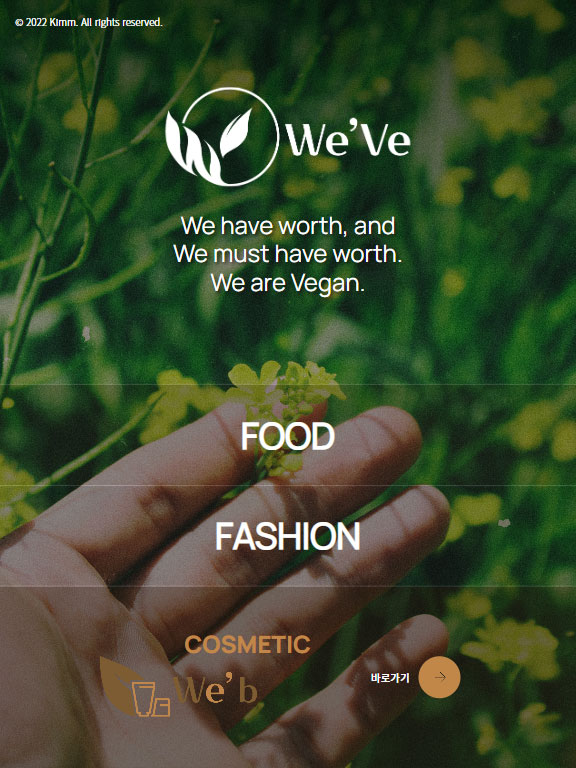 © 2022 Kimm. All rights reserved.
We’Ve
We have worth, and
We must have worth.
We are Vegan.
FOOD
FASHION
COSMETIC
We’b
바로가기